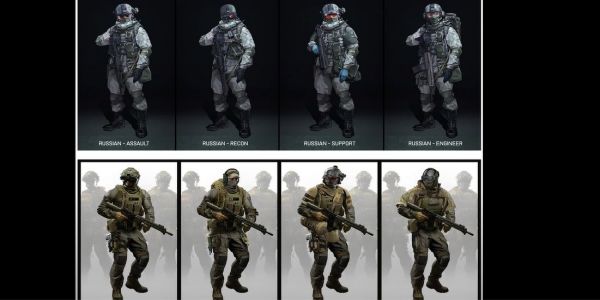 RUSSIAN - ASSAULT
RUSSIAN - RECON
RUSSIAN - SUPPORT
RUSSIAN - ENGINEER